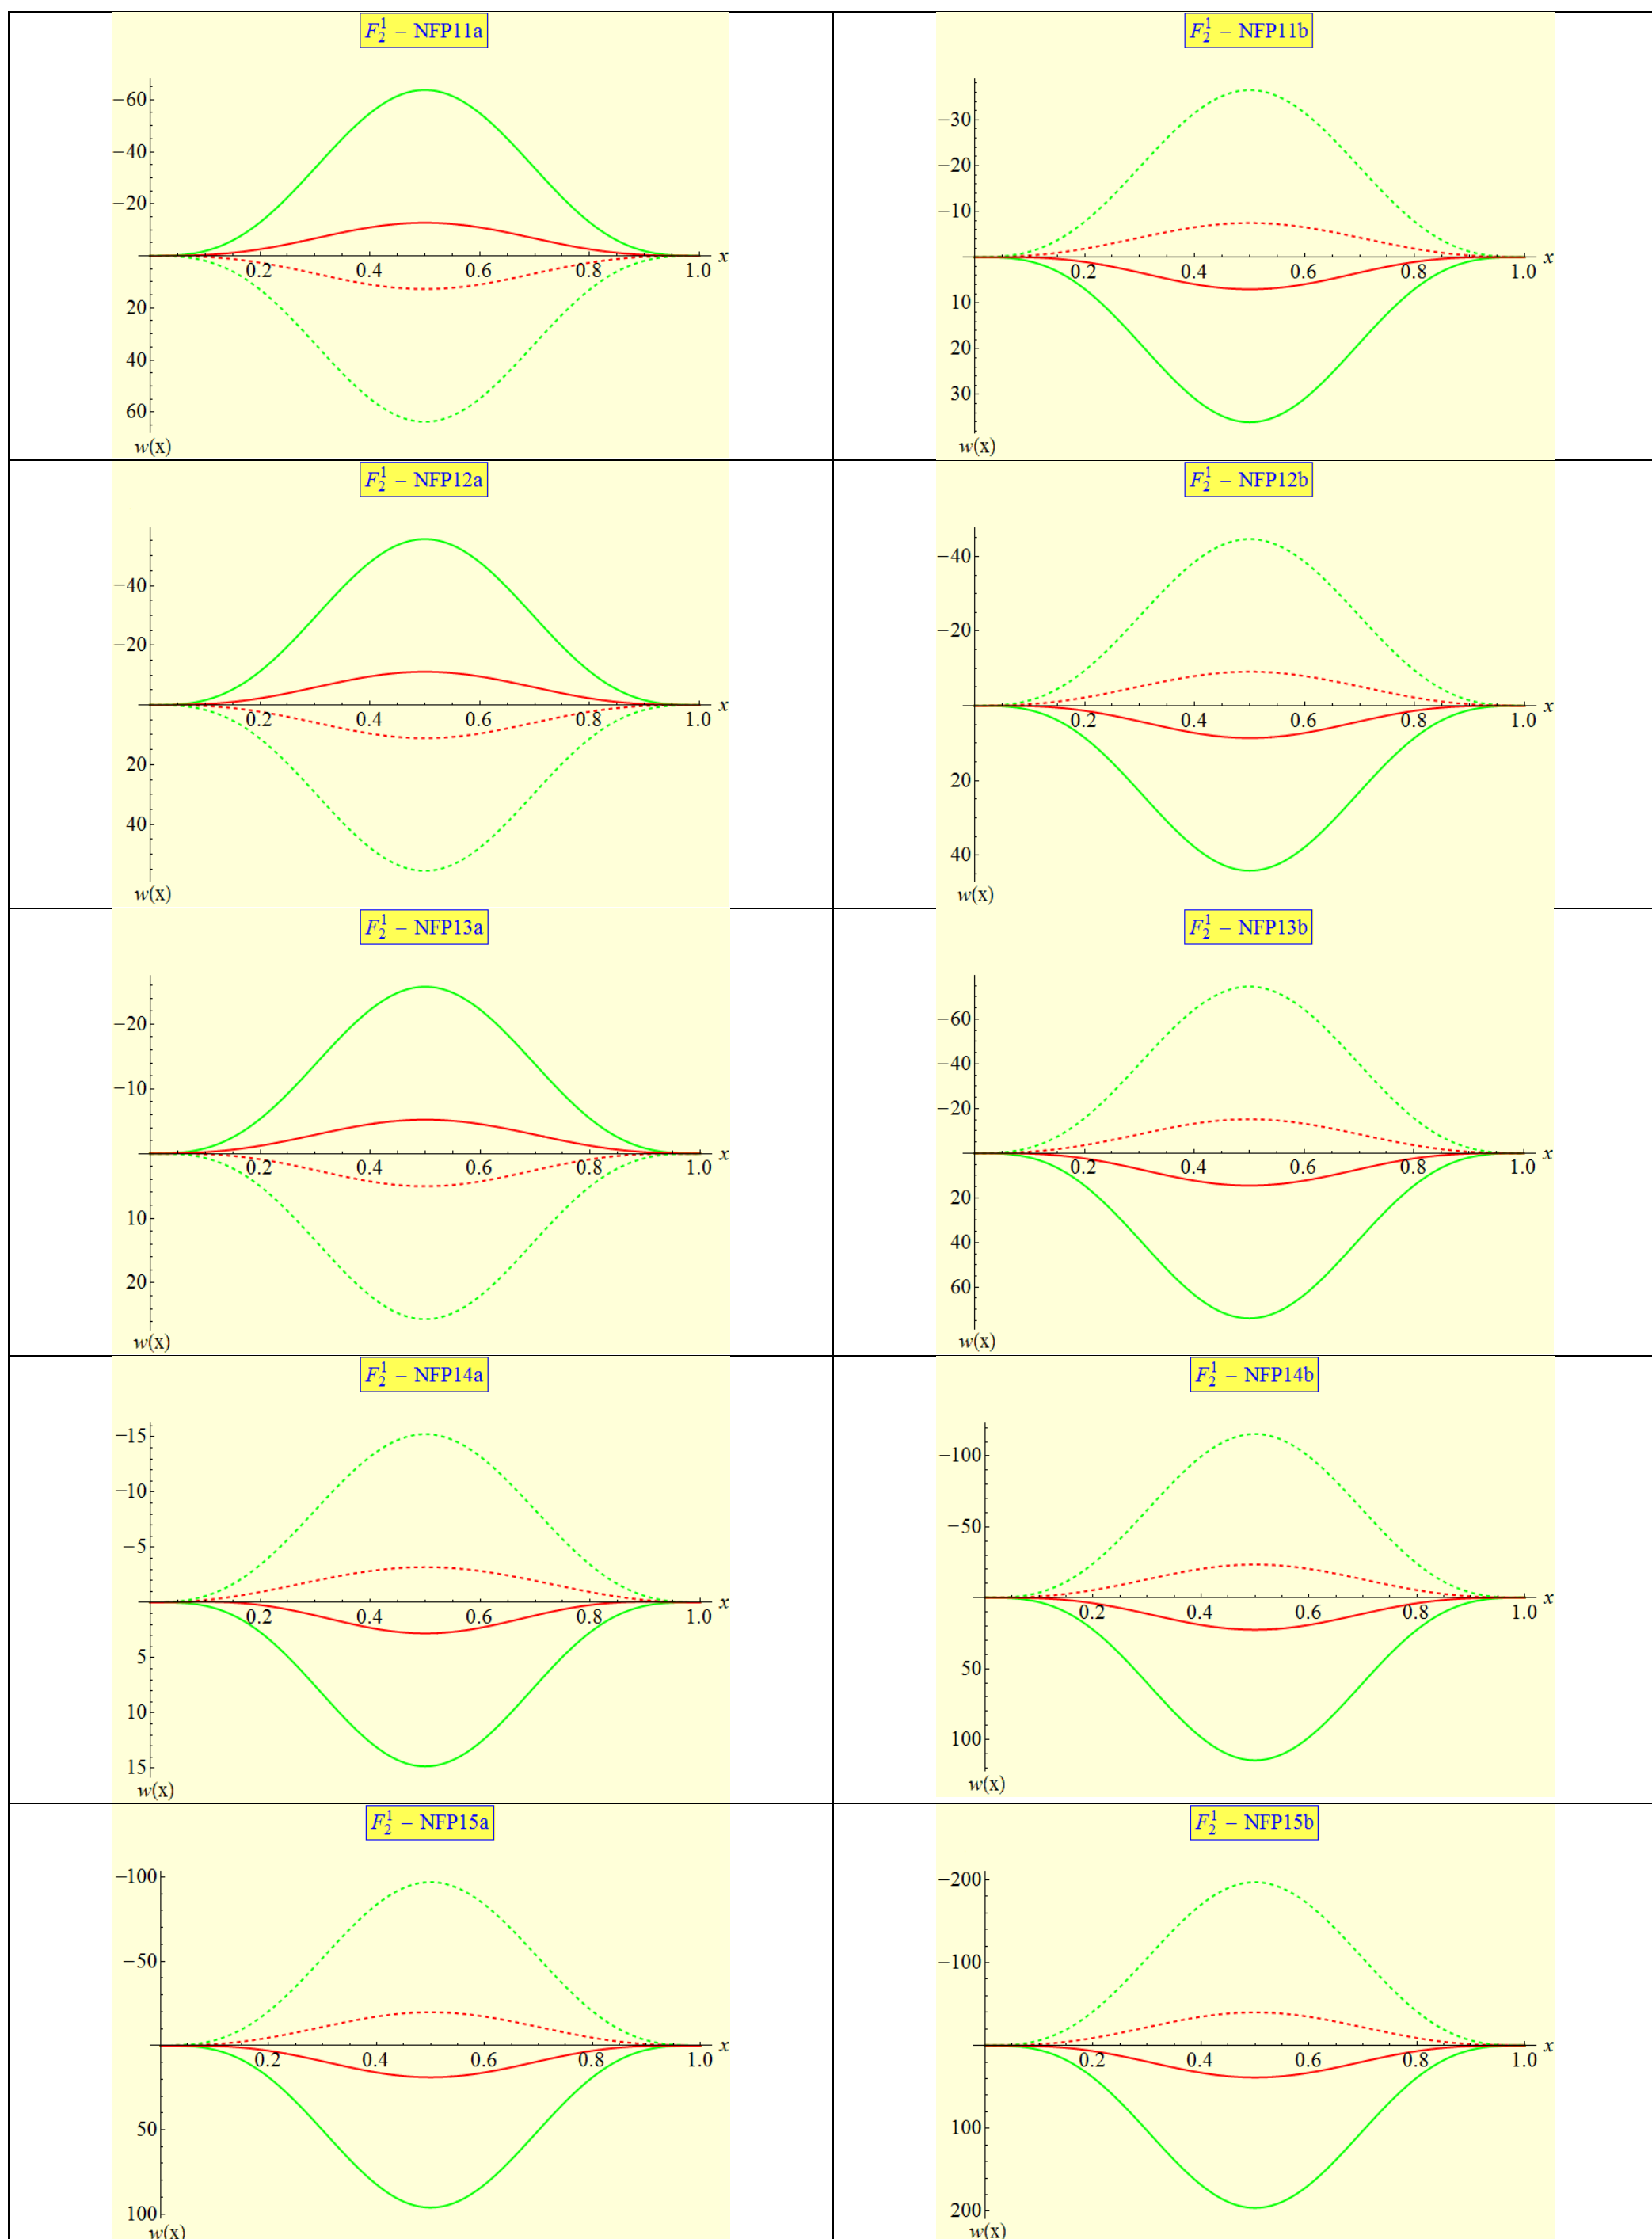 F₂¹ – NFP11a
−60
−40
−20
x
0.2 0.4 0.6 0.8 1.0
20
40
60
w(x)
F₂¹ – NFP11b
−30
−20
−10
x
0.2 0.4 0.6 0.8 1.0
10
20
30
w(x)
F₂¹ – NFP12a
−40
−20
x
0.2 0.4 0.6 0.8 1.0
20
40
w(x)
F₂¹ – NFP12b
−40
−20
x
0.2 0.4 0.6 0.8 1.0
20
40
w(x)
F₂¹ – NFP13a
−20
−10
x
0.2 0.4 0.6 0.8 1.0
10
20
w(x)
F₂¹ – NFP13b
−60
−40
−20
x
0.2 0.4 0.6 0.8 1.0
20
40
60
w(x)
F₂¹ – NFP14a
−15
−10
−5
x
0.2 0.4 0.6 0.8 1.0
5
10
15
w(x)
F₂¹ – NFP14b
−100
−50
x
0.2 0.4 0.6 0.8 1.0
50
100
w(x)
F₂¹ – NFP15a
−100
−50
x
0.2 0.4 0.6 0.8 1.0
50
100
w(x)
F₂¹ – NFP15b
−200
−100
x
0.2 0.4 0.6 0.8 1.0
100
200
w(x)